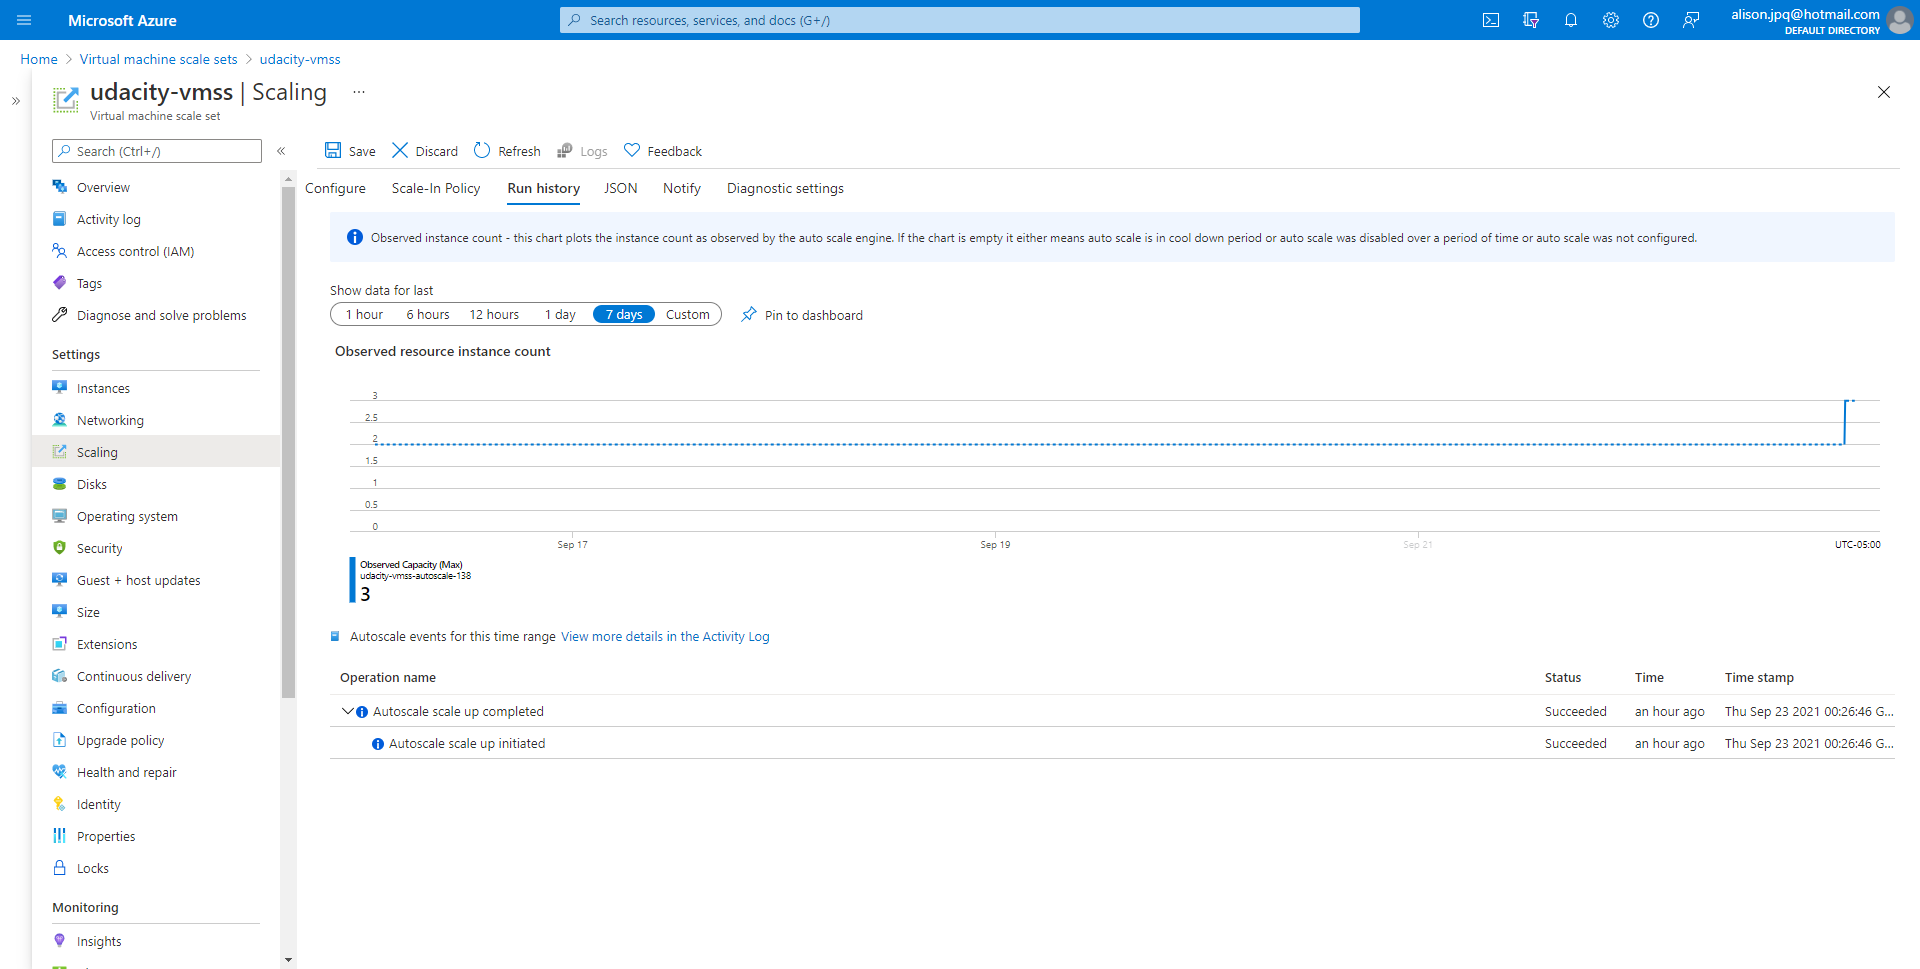 Microsoft Azure
Search resources, services, and docs (G+/)
alison.jpq@hotmail.com
DEFAULT DIRECTORY
Home > Virtual machine scale sets > udacity-vmss
udacity-vmss | Scaling ...
Virtual machine scale set
Search (Ctrl+/)
Overview
Activity log
Access control (IAM)
Tags
Diagnose and solve problems
Settings
Instances
Networking
Scaling
Disks
Operating system
Security
Guest + host updates
Size
Extensions
Continuous delivery
Configuration
Upgrade policy
Health and repair
Identity
Properties
Locks
Monitoring
Insights
Save Discard Refresh Logs Feedback
Configure Scale-In Policy Run history JSON Notify Diagnostic settings
Observed instance count - this chart plots the instance count as observed by the auto scale engine. If the chart is empty it either means auto scale is in cool down period or auto scale was disabled over a period of time or auto scale was not configured.
Show data for last
1 hour 6 hours 12 hours 1 day 7 days Custom Pin to dashboard
Observed resource instance count
3
2.5
2
1.5
1
0.5
0
Sep 17 Sep 19 Sep 21 UTC-05:00
Observed Capacity (Max)
udacity-vmss-autoscale-138
3
Autoscale events for this time range View more details in the Activity Log
Operation name Status Time Time stamp
Autoscale scale up completed Succeeded an hour ago Thu Sep 23 2021 00:26:46 G...
Autoscale scale up initiated Succeeded an hour ago Thu Sep 23 2021 00:26:46 G...